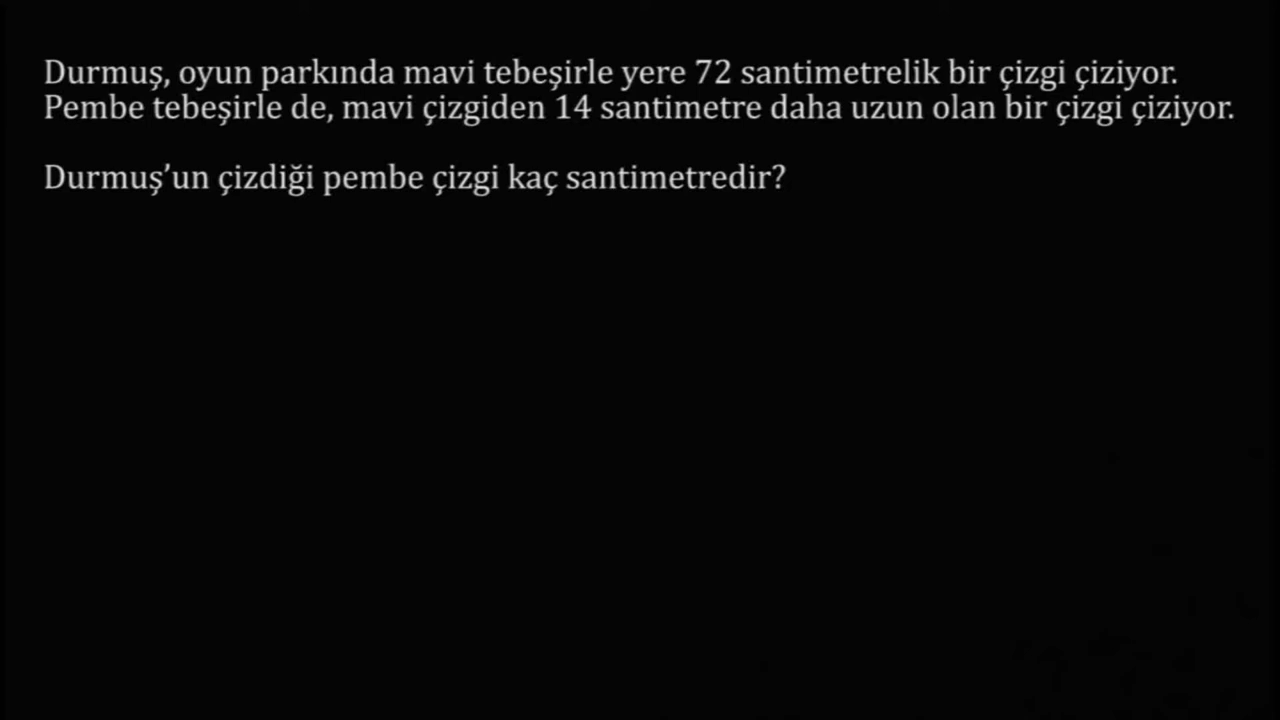 Durmuş, oyun parkında mavi tebeşirle yere 72 santimetrelik bir çizgi çiziyor.
Pembe tebeşirle de, mavi çizgiden 14 santimetre daha uzun olan bir çizgi çiziyor.
Durmuş’un çizdiği pembe çizgi kaç santimetredir?